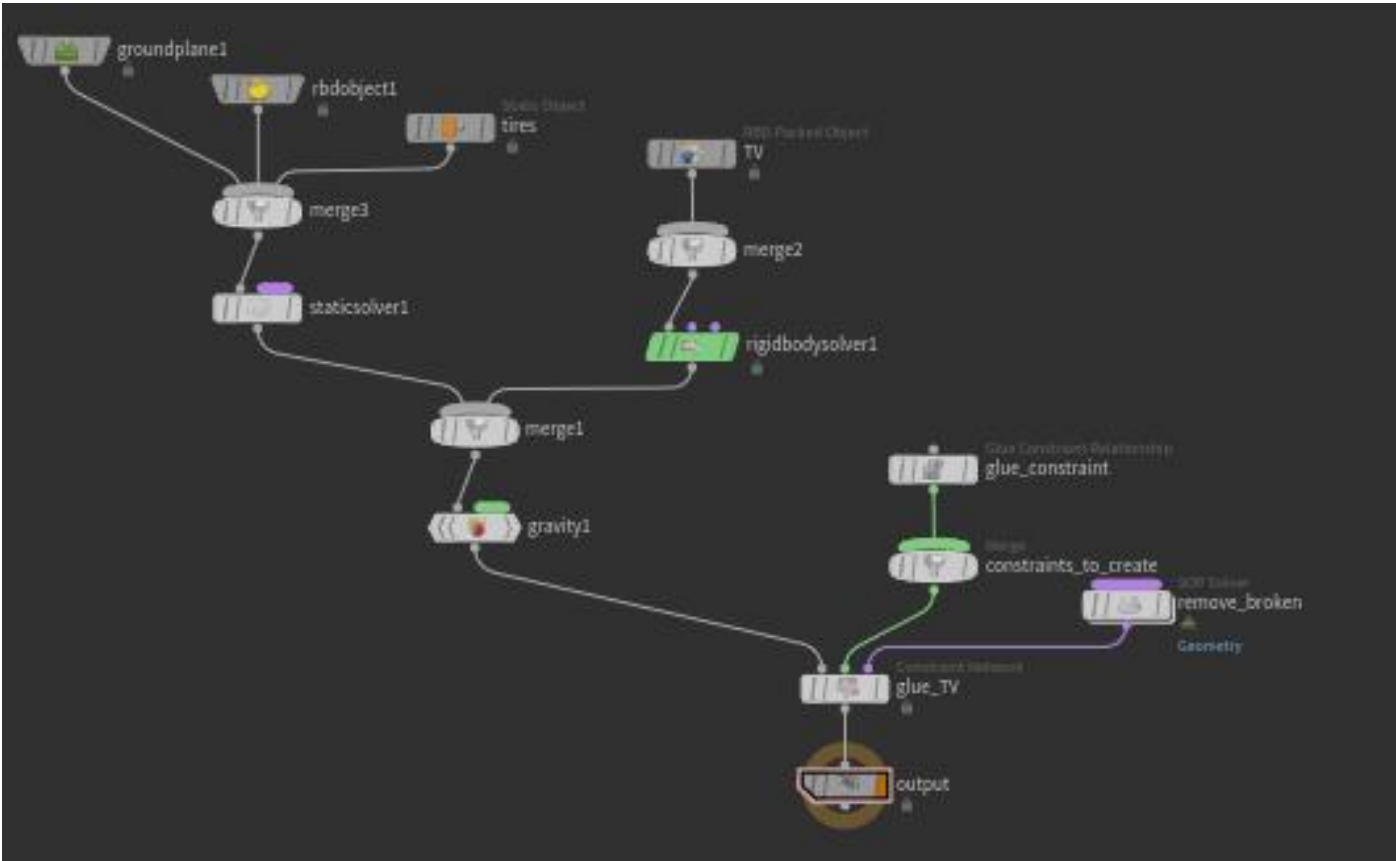 groundplane1
rbdobject1
Static Object
tires
RBD Packed Object
TV
merge3
merge2
staticsolver1
rigidbodysolver1
merge1
Glue Constraint Relationship
glue_constraint
gravity1
Merge
constraints_to_create
SOP Solver
remove_broken
Geometry
Constraint Network
glue_TV
output